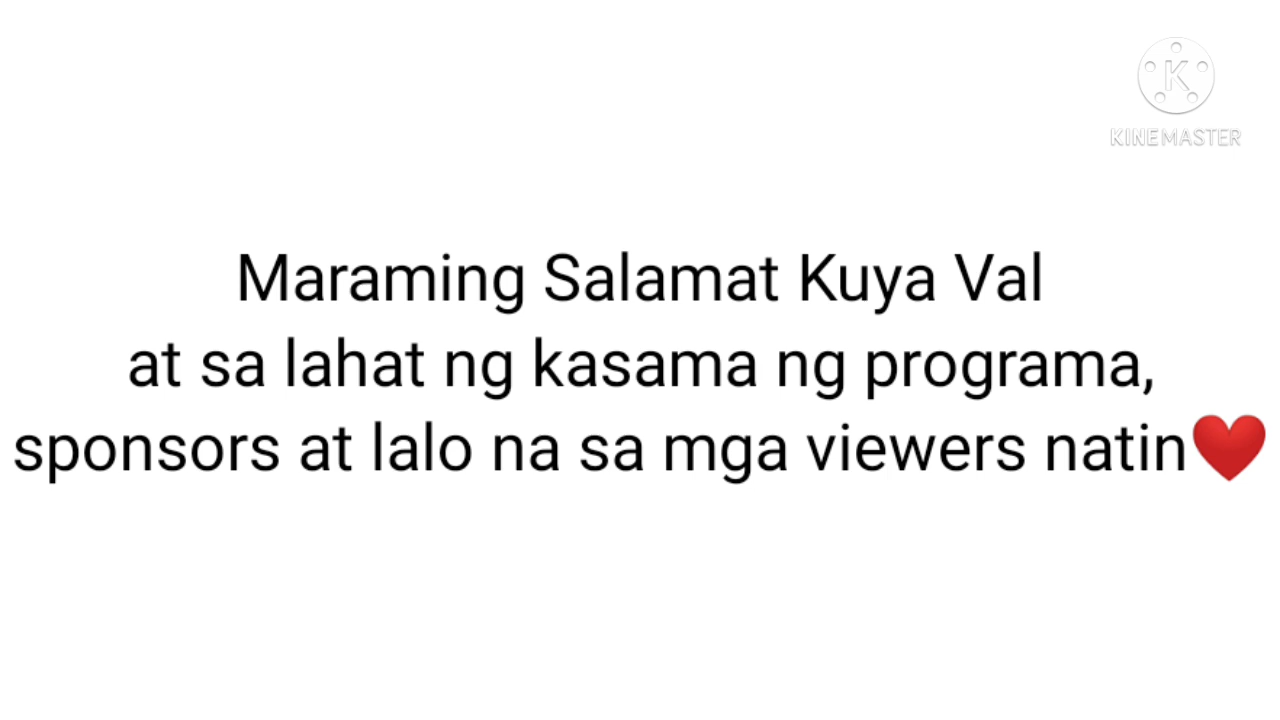 K
KINEMASTER
Maraming Salamat Kuya Val
at sa lahat ng kasama ng programa,
sponsors at lalo na sa mga viewers natin❤️